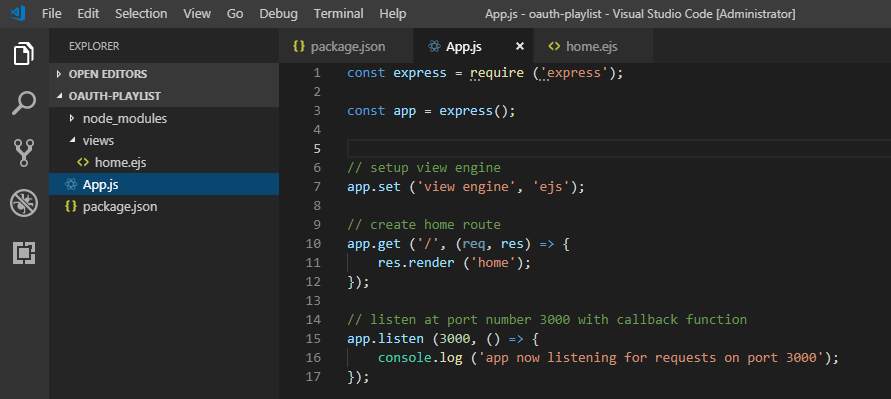 File Edit Selection View Go Debug Terminal Help App.js - oauth-playlist - Visual Studio Code [Administrator]
EXPLORER
OPEN EDITORS
OAUTH-PLAYLIST
node_modules
views
<> home.ejs
App.js
{} package.json
{} package.json App.js × <> home.ejs
1 const express = require ('express');
2
3 const app = express();
4
5
6 // setup view engine
7 app.set ('view engine', 'ejs');
8
9 // create home route
10 app.get ('/', (req, res) => {
11 res.render ('home');
12 });
13
14 // listen at port number 3000 with callback function
15 app.listen (3000, () => {
16 console.log ('app now listening for requests on port 3000');
17 });